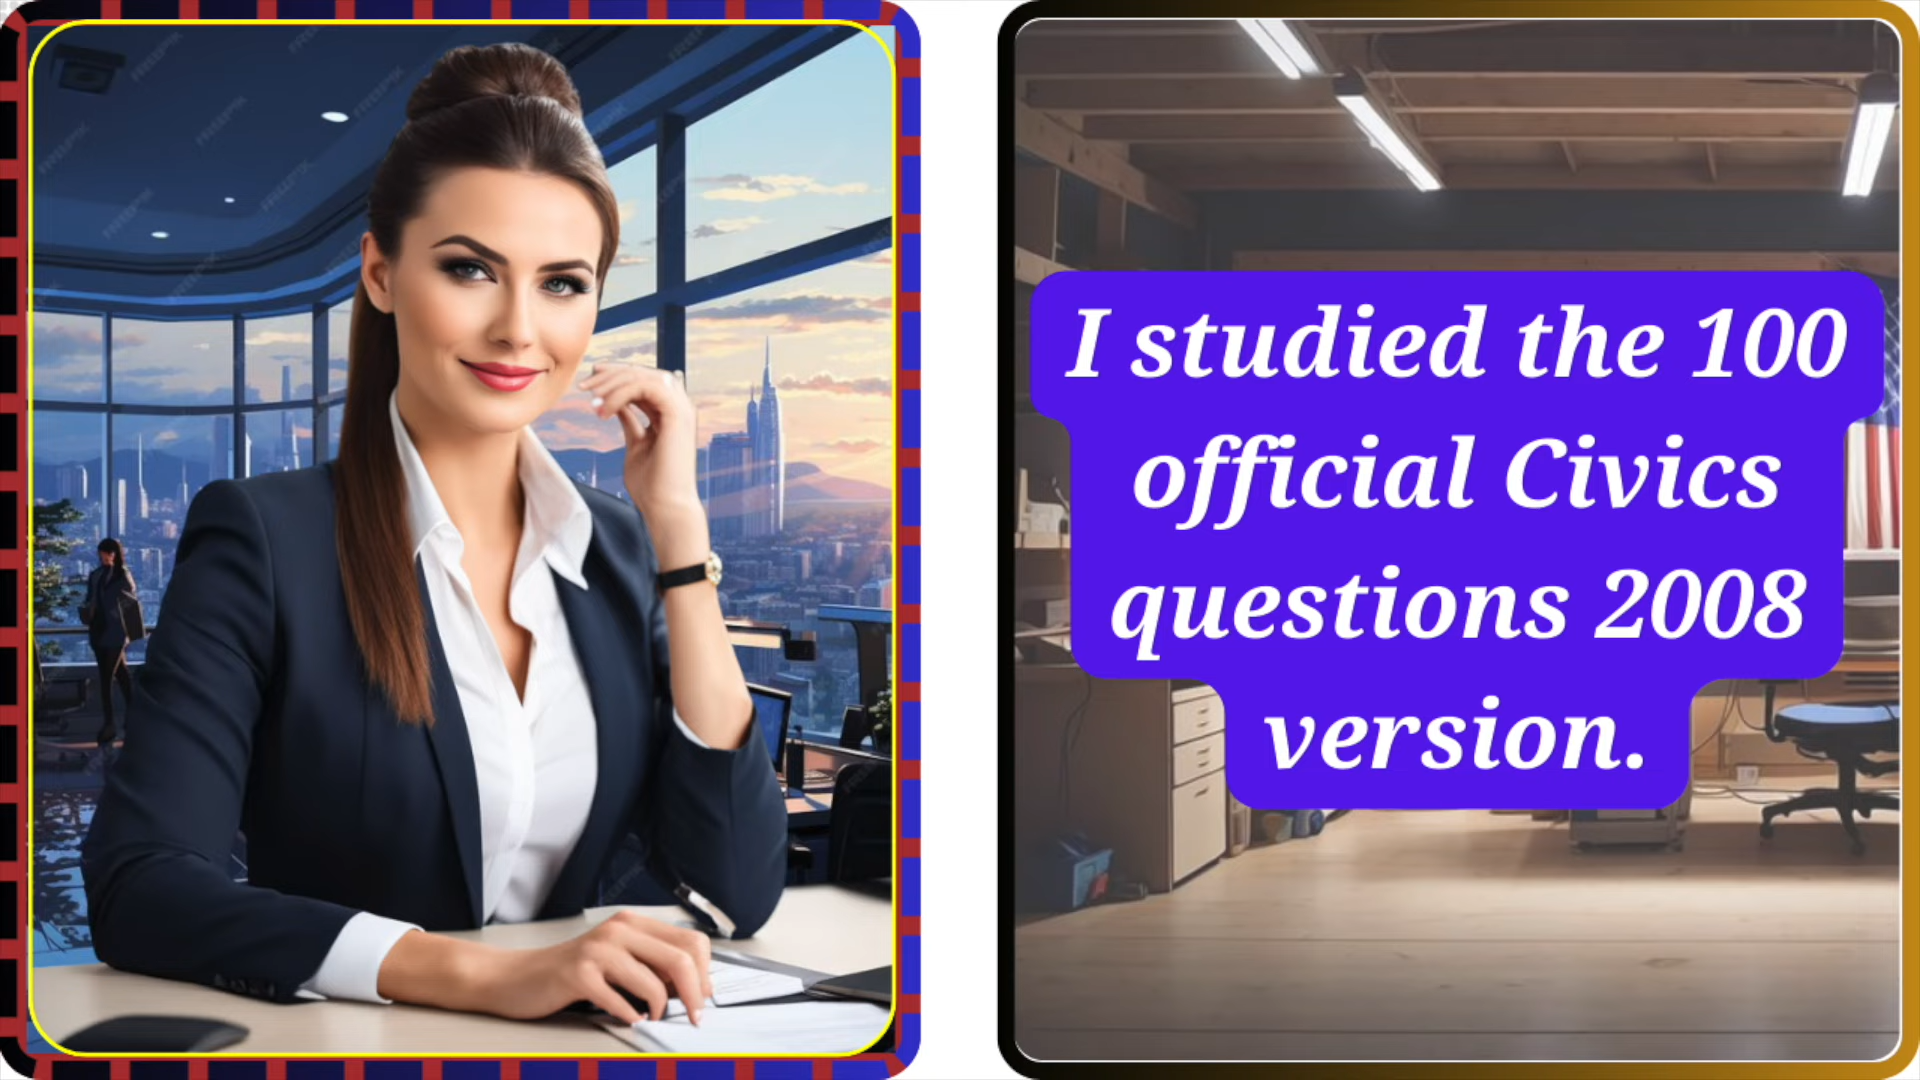 I studied the 100
official Civics
questions 2008
version.